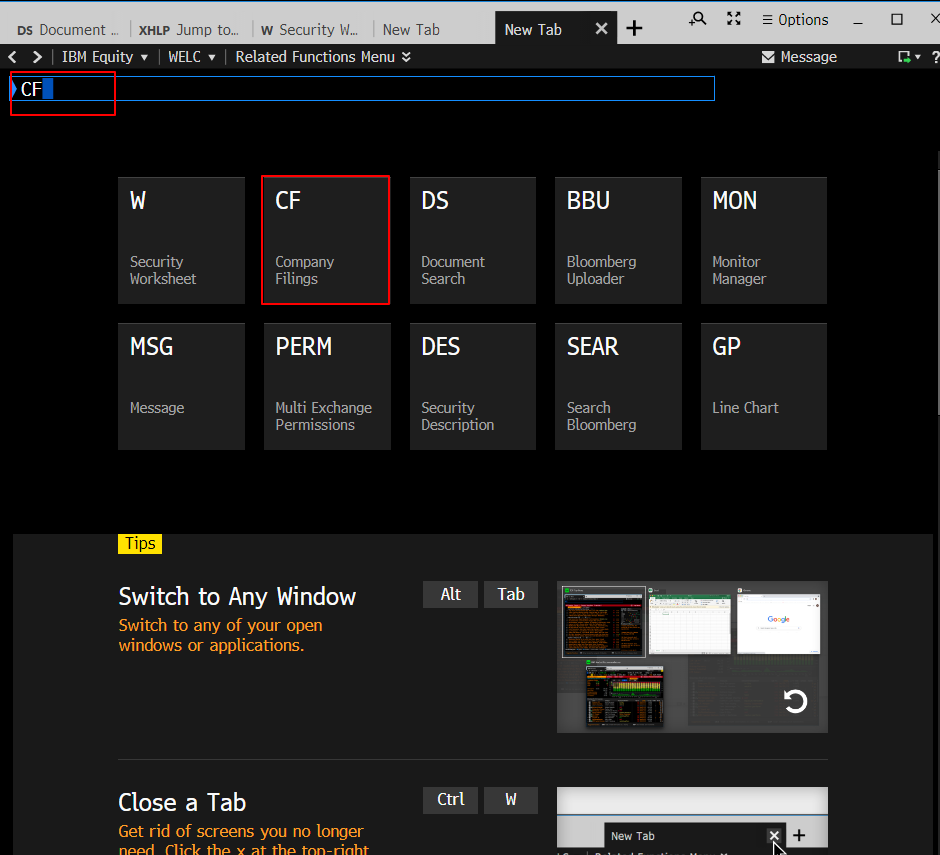 DS Document ... XHLP Jump to... W Security W... New Tab New Tab Options
IBM Equity WELC Related Functions Menu Message ?
CF
W CF DS BBU MON
Security Company Document Bloomberg Monitor
Worksheet Filings Search Uploader Manager
MSG PERM DES SEAR GP
Message Multi Exchange Security Search Line Chart
Permissions Description Bloomberg
Tips
Switch to Any Window Alt Tab
Switch to any of your open
windows or applications.
Google
Close a Tab Ctrl W
Get rid of screens you no longer
need. Click the x at the top-right
New Tab
Related Functions Menu